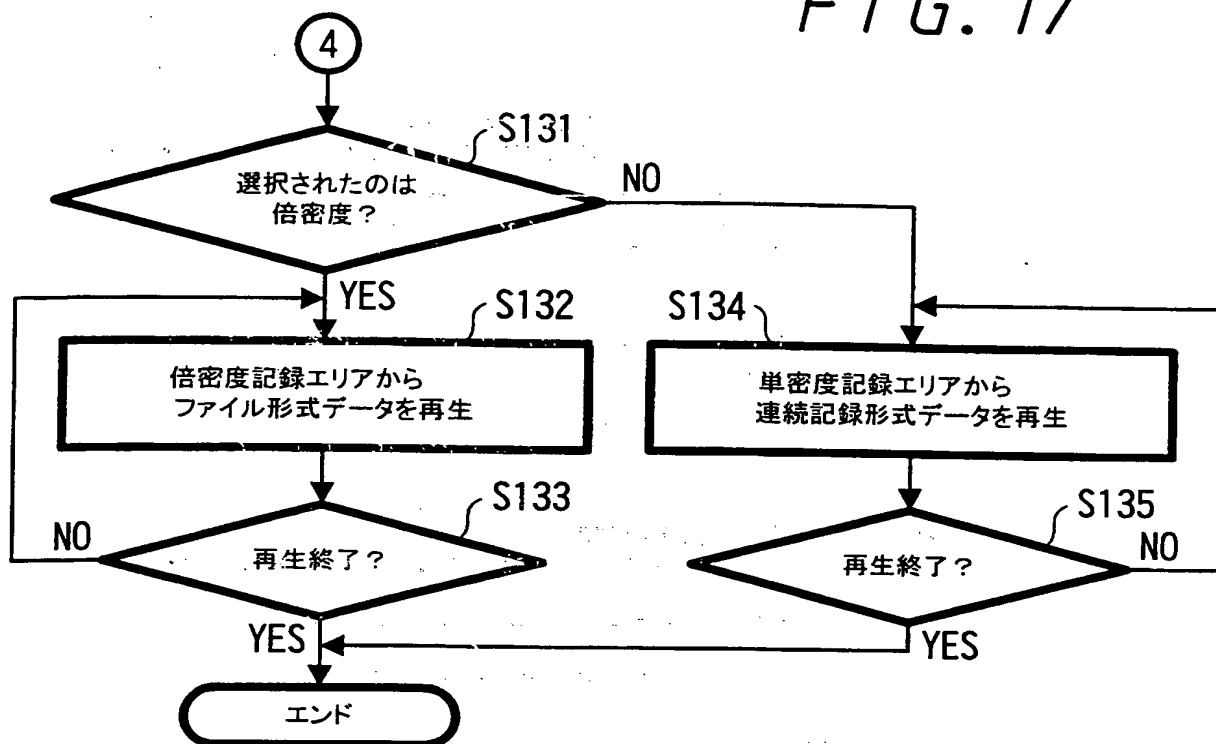 FIG. 17
4
S131
選択されたのは
倍密度？
NO
YES
S132
倍密度記録エリアから
ファイル形式データを再生
S134
単密度記録エリアから
連続記録形式データを再生
S133
再生終了？
NO
YES
S135
再生終了？
NO
YES
エンド